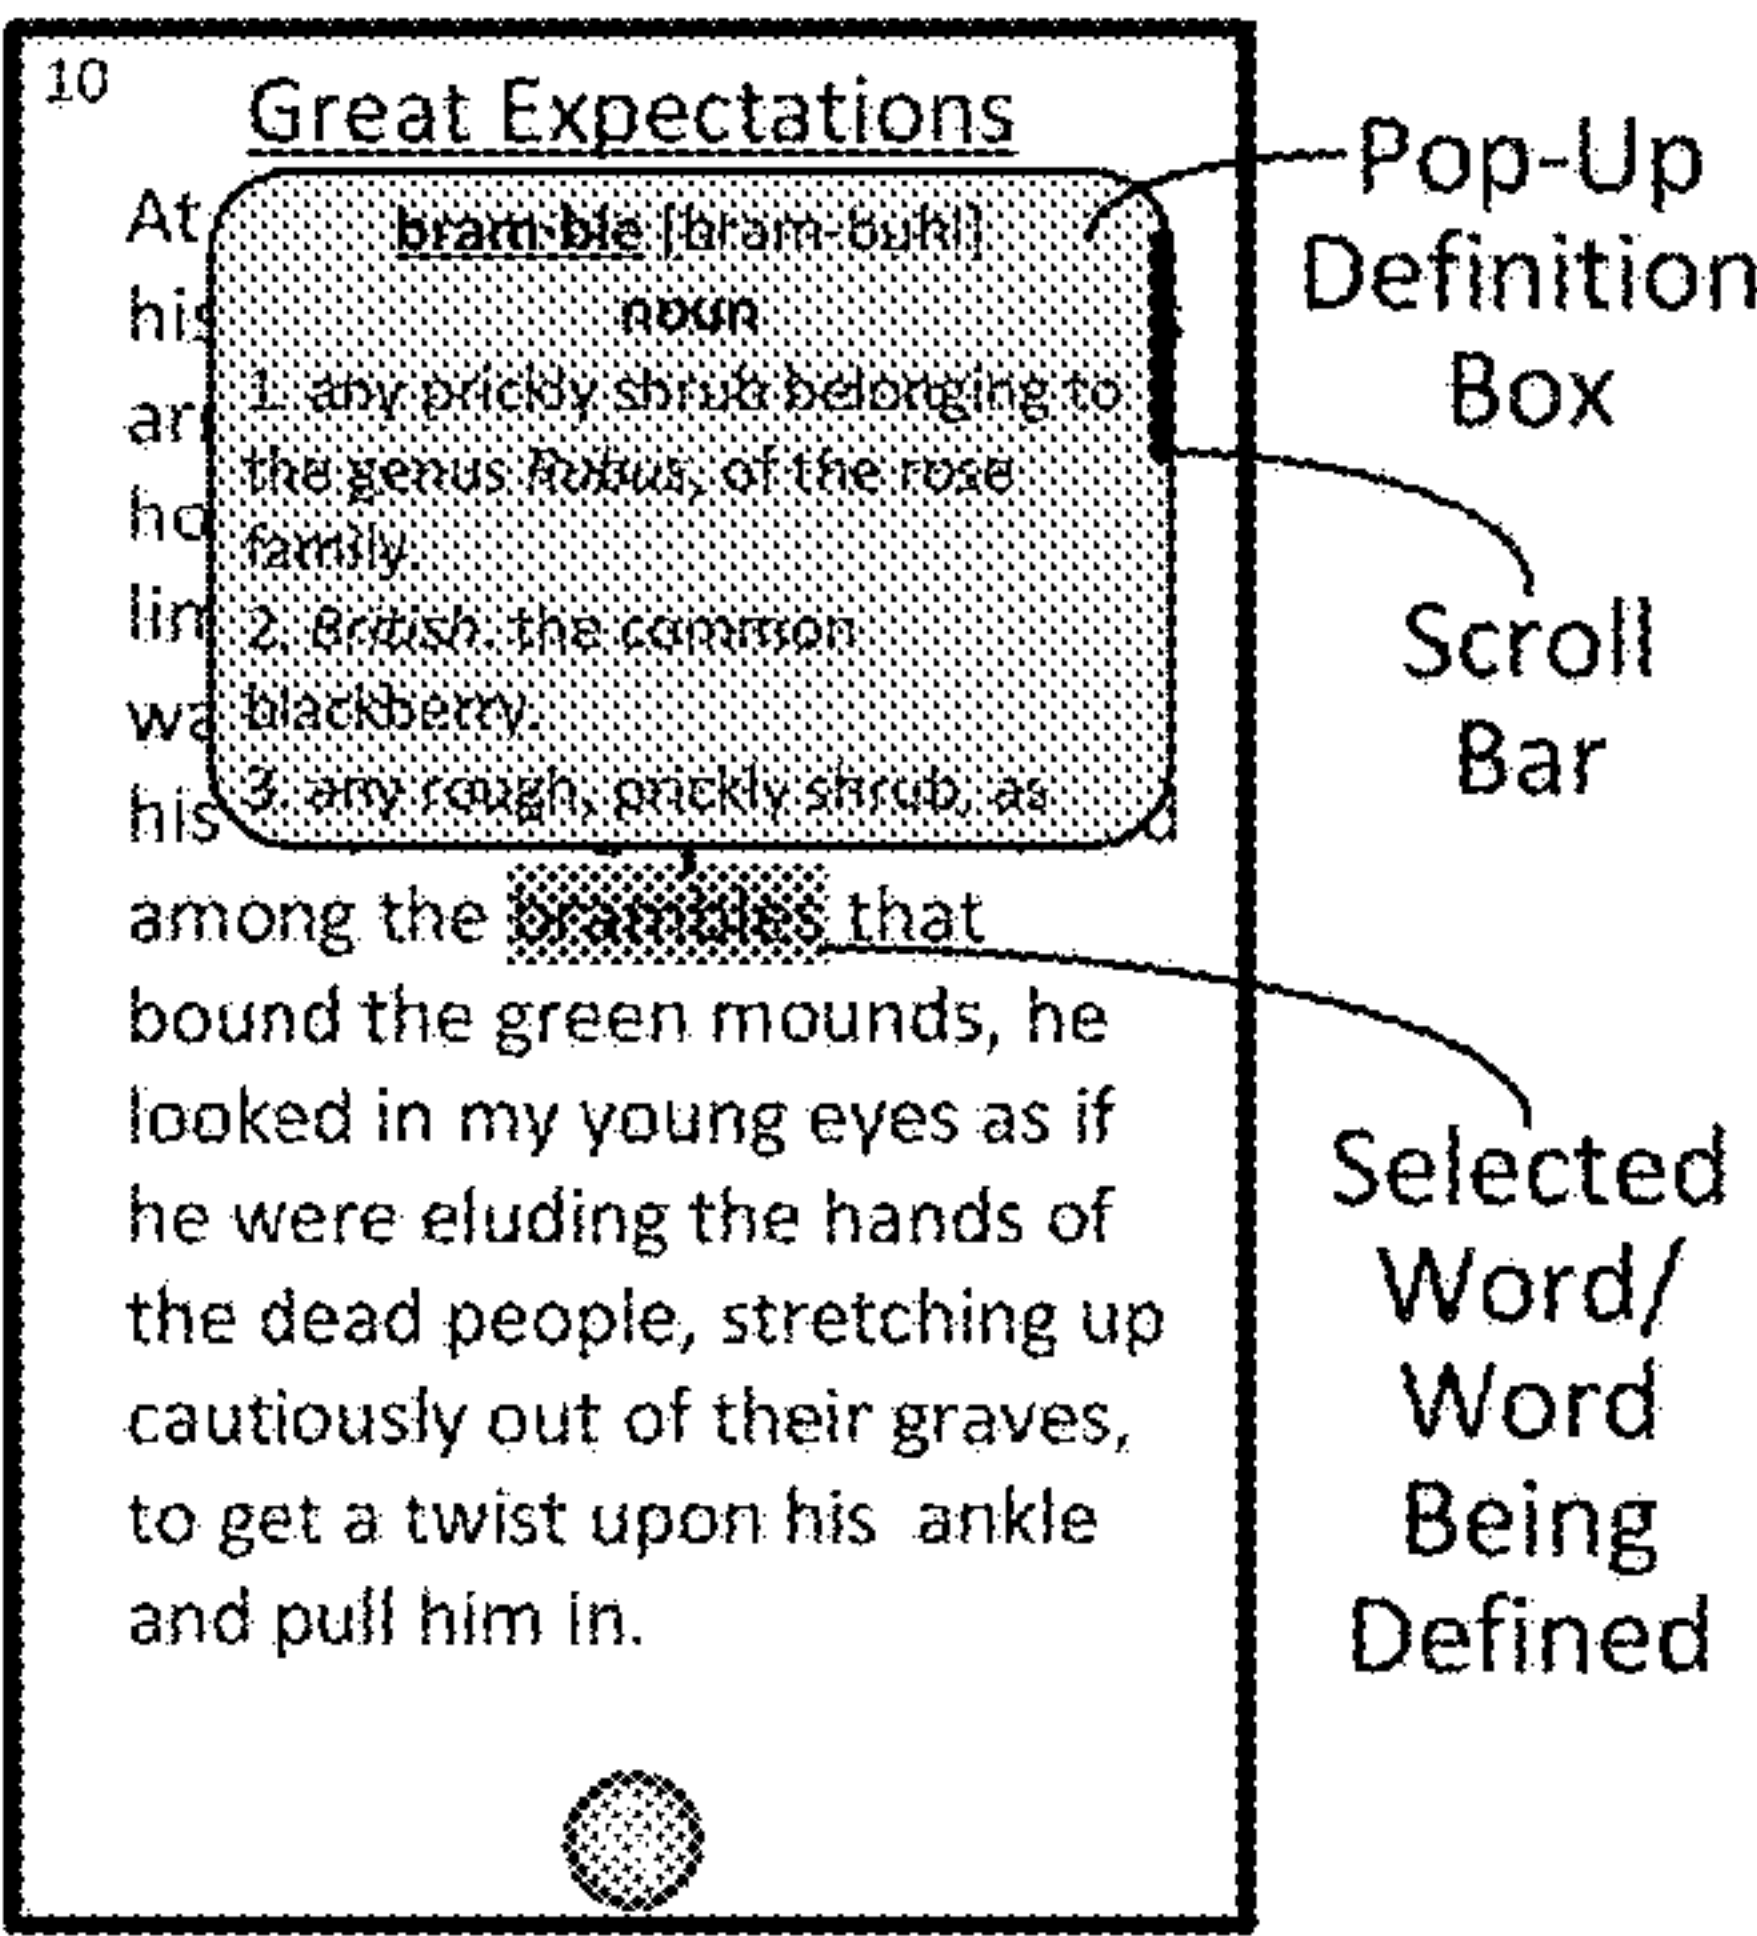 10
Great Expectations
At
his
are
ho
lim
wa
his
bram·ble [bram-buhl]
noun
1. any prickly shrub belonging to
the genus Rubus, of the rose
family.
2. British. the common
blackberry.
3. any rough, prickly shrub, as
among the brambles that
bound the green mounds, he
looked in my young eyes as if
he were eluding the hands of
the dead people, stretching up
cautiously out of their graves,
to get a twist upon his ankle
and pull him in.
Pop-Up
Definition
Box
Scroll
Bar
Selected
Word/
Word
Being
Defined